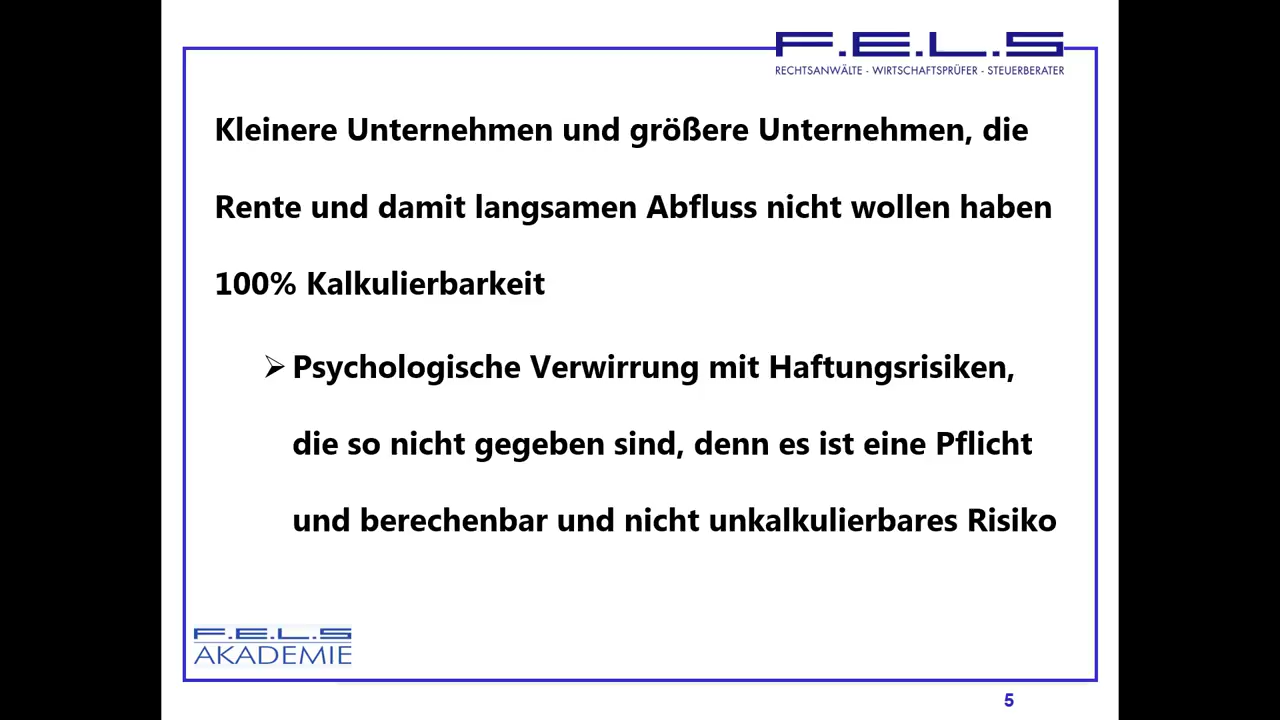 F.E.L.S
RECHTSANWÄLTE - WIRTSCHAFTSPRÜFER - STEUERBERATER
Kleinere Unternehmen und größere Unternehmen, die
Rente und damit langsamen Abfluss nicht wollen haben
100% Kalkulierbarkeit
➢ Psychologische Verwirrung mit Haftungsrisiken,
die so nicht gegeben sind, denn es ist eine Pflicht
und berechenbar und nicht unkalkulierbares Risiko
F.E.L.S
AKADEMIE
5